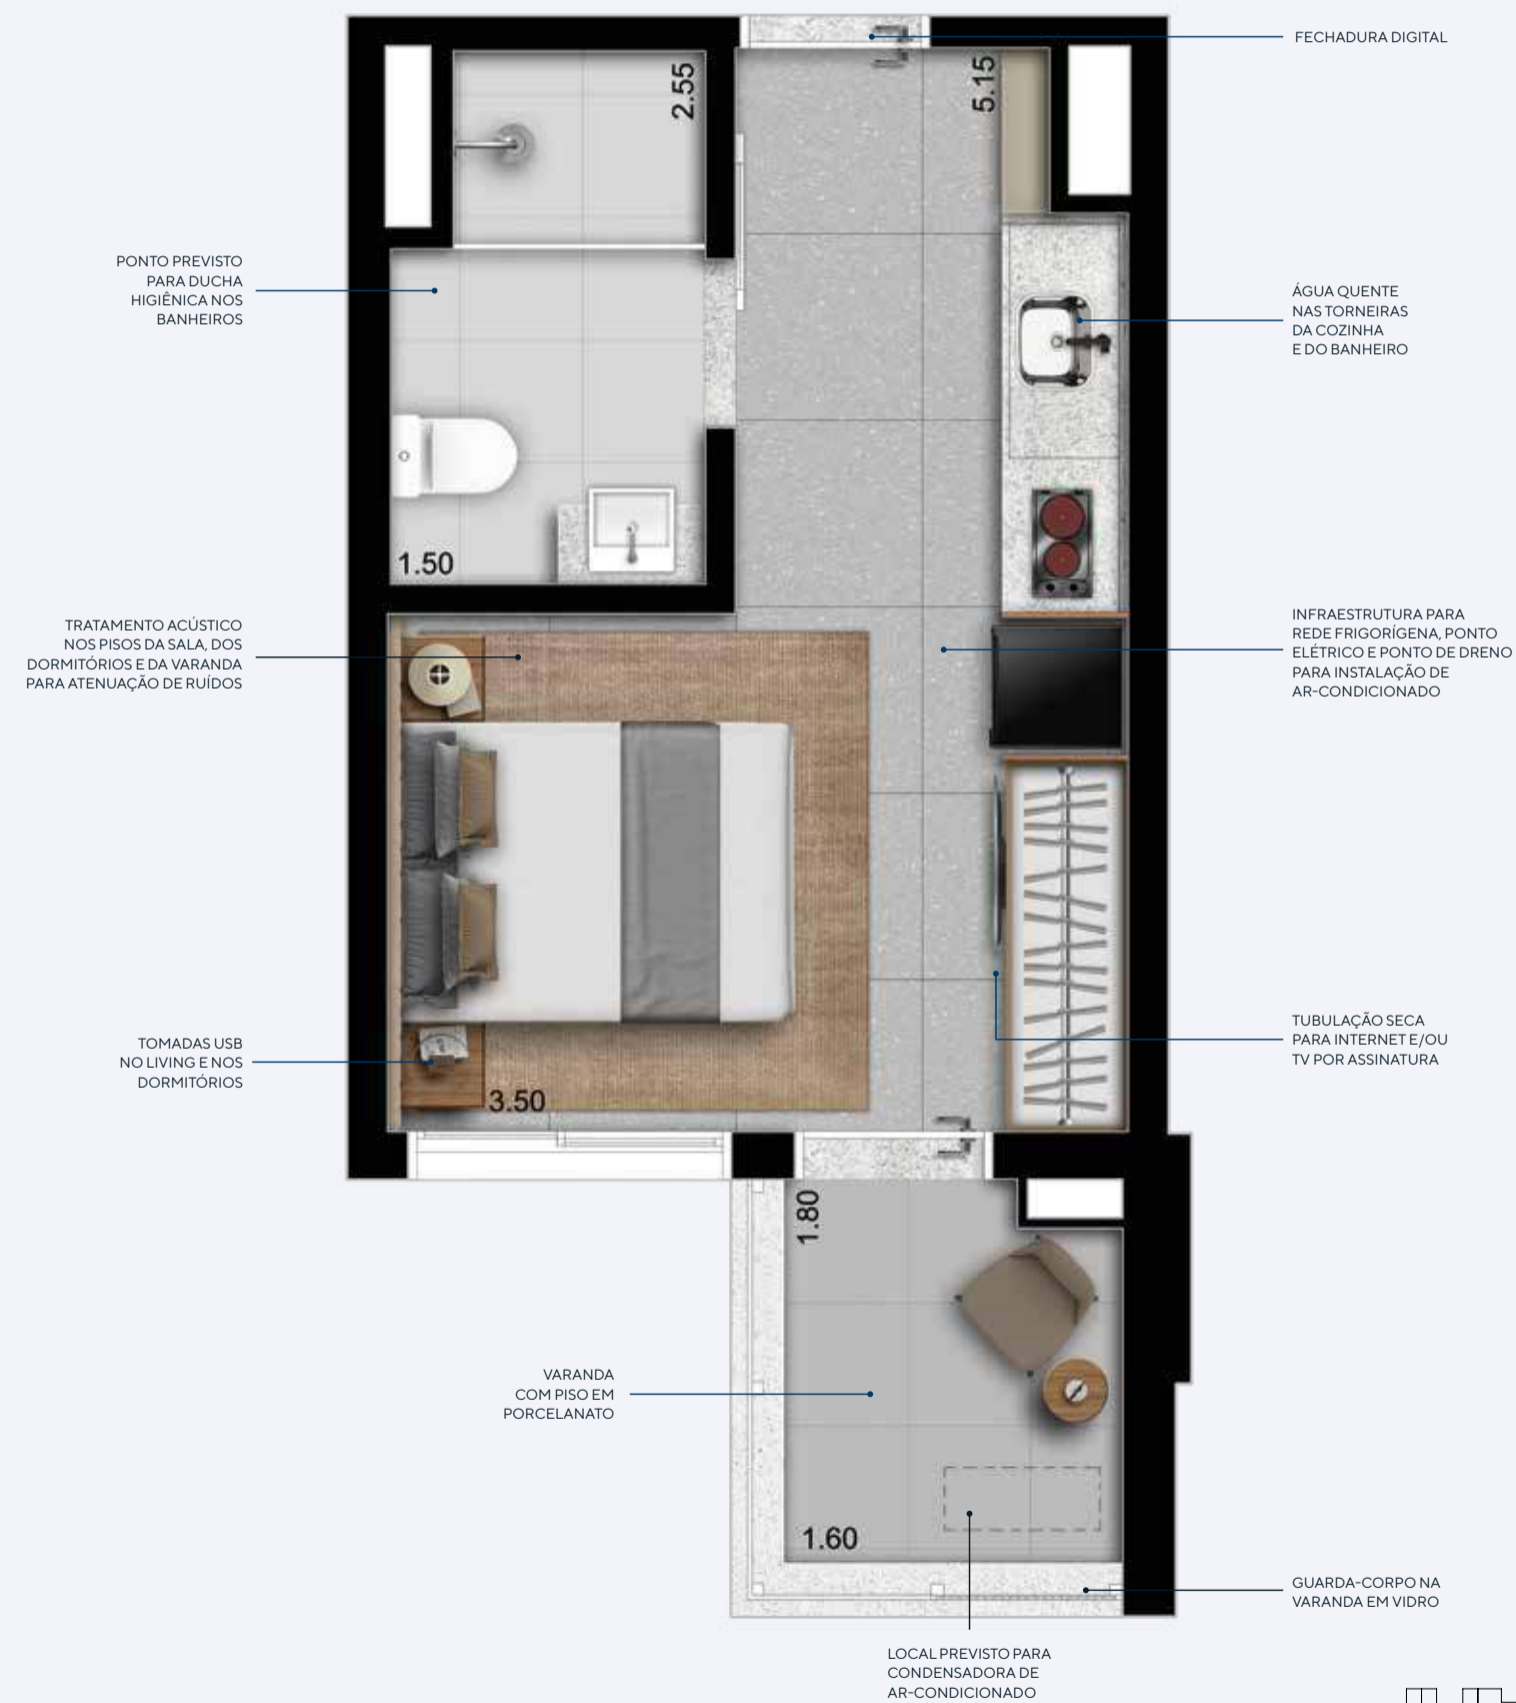 FECHADURA DIGITAL
2.55
5.15
PONTO PREVISTO
PARA DUCHA
HIGIÊNICA NOS
BANHEIROS
ÁGUA QUENTE
NAS TORNEIRAS
DA COZINHA
E DO BANHEIRO
1.50
TRATAMENTO ACÚSTICO
NOS PISOS DA SALA, DOS
DORMITÓRIOS E DA VARANDA
PARA ATENUAÇÃO DE RUÍDOS
INFRAESTRUTURA PARA
REDE FRIGORÍGENA, PONTO
ELÉTRICO E PONTO DE DRENO
PARA INSTALAÇÃO DE
AR-CONDICIONADO
TOMADAS USB
NO LIVING E NOS
DORMITÓRIOS
TUBULAÇÃO SECA
PARA INTERNET E/OU
TV POR ASSINATURA
3.50
1.80
VARANDA
COM PISO EM
PORCELANATO
1.60
GUARDA-CORPO NA
VARANDA EM VIDRO
LOCAL PREVISTO PARA
CONDENSADORA DE
AR-CONDICIONADO